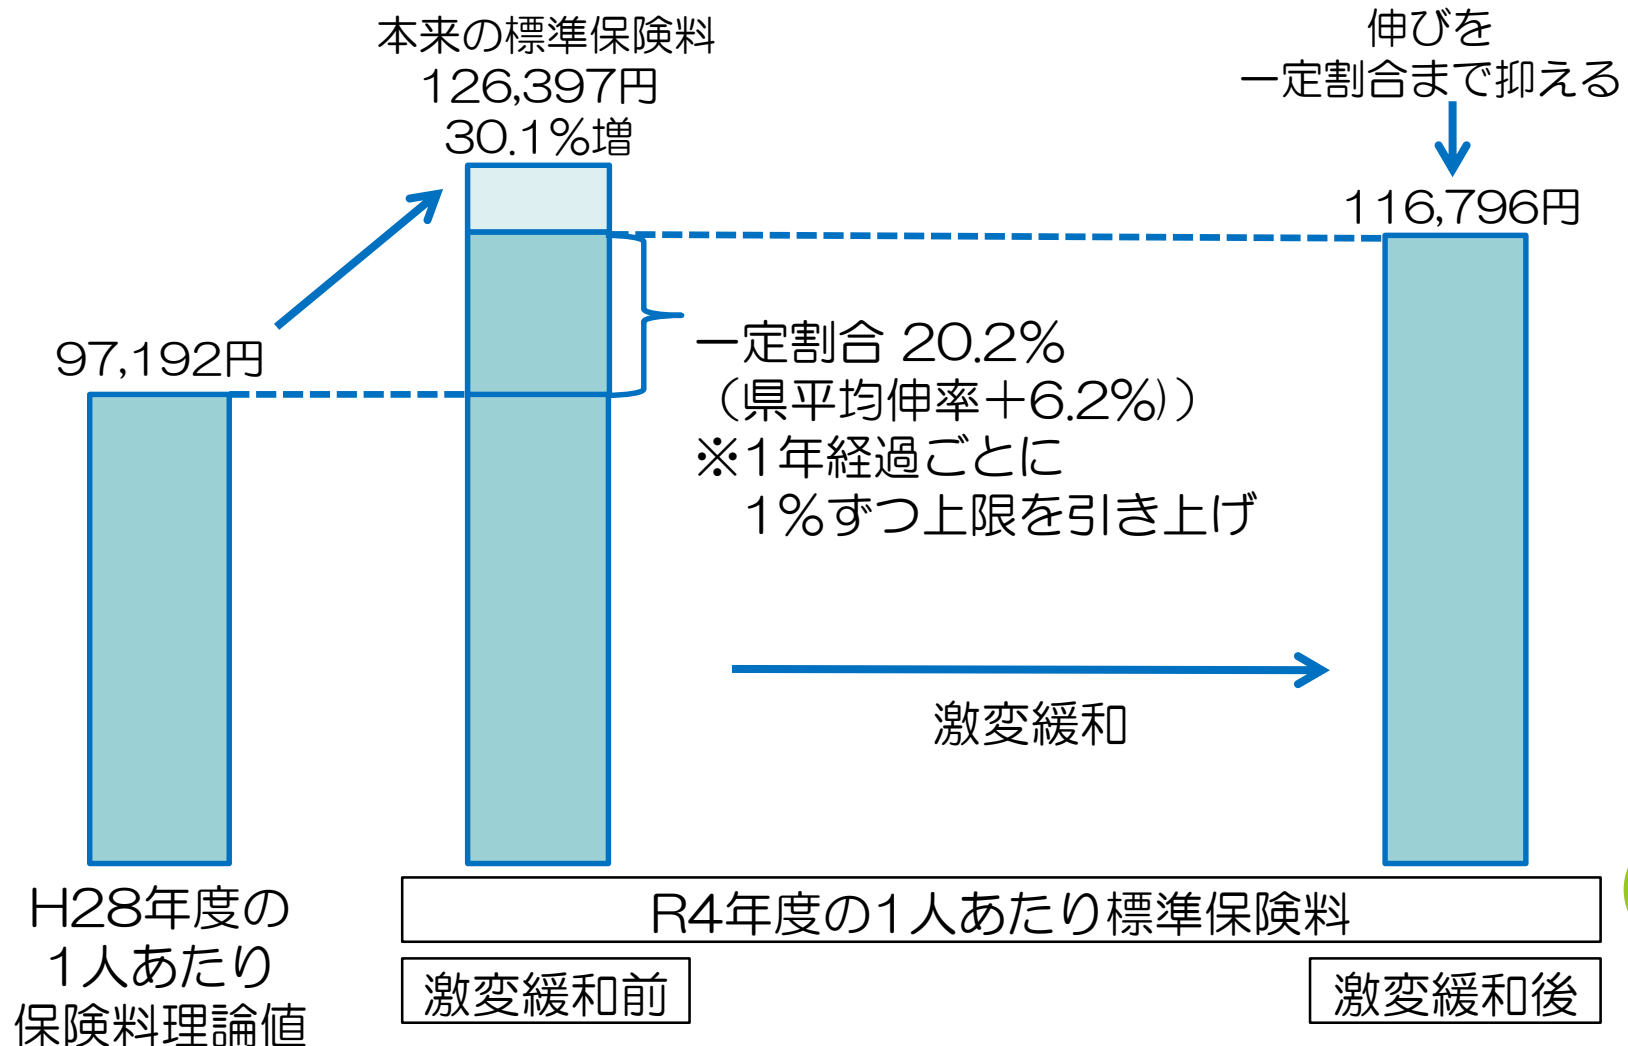 本来の標準保険料
126,397円
30.1%増
伸びを
一定割合まで抑える
116,796円
97,192円
一定割合 20.2%
（県平均伸率＋6.2%)）
※1年経過ごとに
1%ずつ上限を引き上げ
激変緩和
H28年度の
1人あたり
保険料理論値
R4年度の1人あたり標準保険料
激変緩和前
激変緩和後